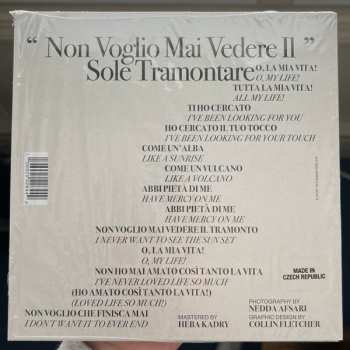 “ Non Voglio Mai Vedere Il ”
Sole Tramontare
O, LA MIA VITA!
O, MY LIFE!
TUTTA LA MIA VITA!
ALL MY LIFE!
TI HO CERCATO
I'VE BEEN LOOKING FOR YOU
HO CERCATO IL TUO TOCCO
I'VE BEEN LOOKING FOR YOUR TOUCH
COME UN'ALBA
LIKE A SUNRISE
COME UN VULCANO
LIKE A VOLCANO
ABBI PIETÀ DI ME
HAVE MERCY ON ME
ABBI PIETÀ DI ME
HAVE MERCY ON ME
NON VOGLIO MAI VEDERE IL TRAMONTO
I NEVER WANT TO SEE THE SUN SET
O, LA MIA VITA!
O, MY LIFE!
NON HO MAI AMATO COSÌ TANTO LA VITA
I'VE NEVER LOVED LIFE SO MUCH
(HO AMATO COSÌ TANTO LA VITA!)
(LOVED LIFE SO MUCH!)
NON VOGLIO CHE FINISCA MAI
I DON'T WANT IT TO EVER END
MADE IN
CZECH REPUBLIC
MASTERED BY
HEBA KADRY
PHOTOGRAPHY BY
NEDDA AFSARI
GRAPHIC DESIGN BY
COLLIN FLETCHER